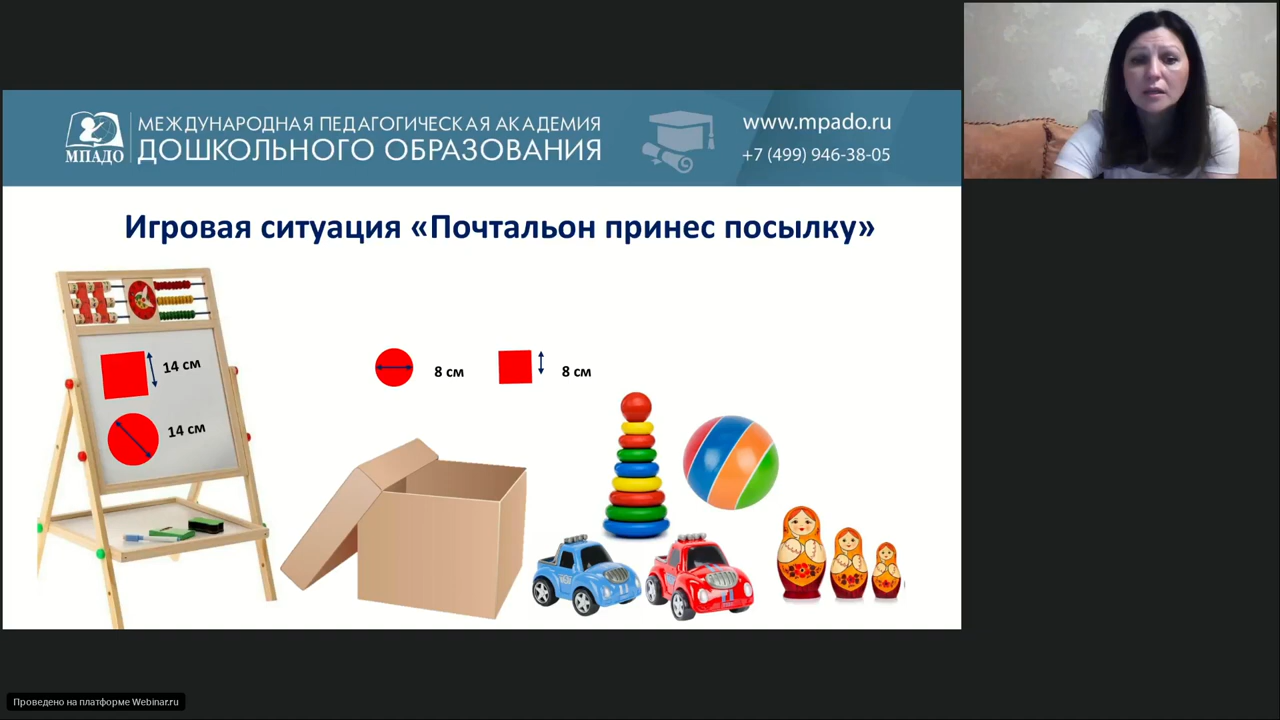 МПАДО
МЕЖДУНАРОДНАЯ ПЕДАГОГИЧЕСКАЯ АКАДЕМИЯ
ДОШКОЛЬНОГО ОБРАЗОВАНИЯ
www.mpado.ru
+7 (499) 946-38-05
Игровая ситуация «Почтальон принес посылку»
14 см
14 см
8 см
8 см
Проведено на платформе Webinar.ru